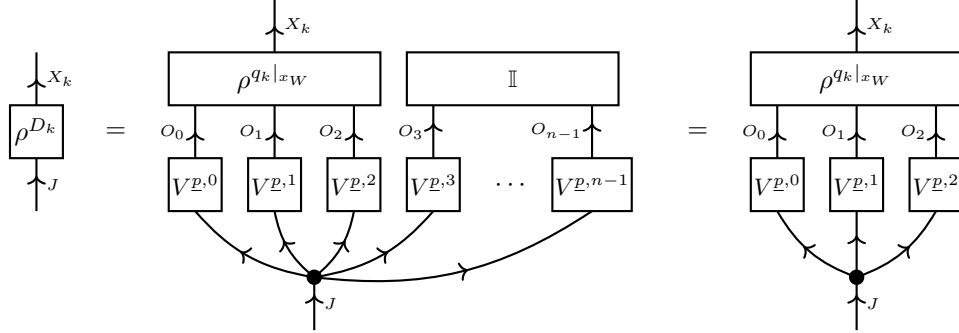 X_k X_k X_k
ρ^{q_k|_{x_W}} 𝕀 ρ^{q_k|_{x_W}}
ρ^{D_k} = O_0 O_1 O_2 O_3 O_{n−1} = O_0 O_1 O_2
J V^{p̲,0} V^{p̲,1} V^{p̲,2} V^{p̲,3} ⋯ V^{p̲,n−1} V^{p̲,0} V^{p̲,1} V^{p̲,2}
J J